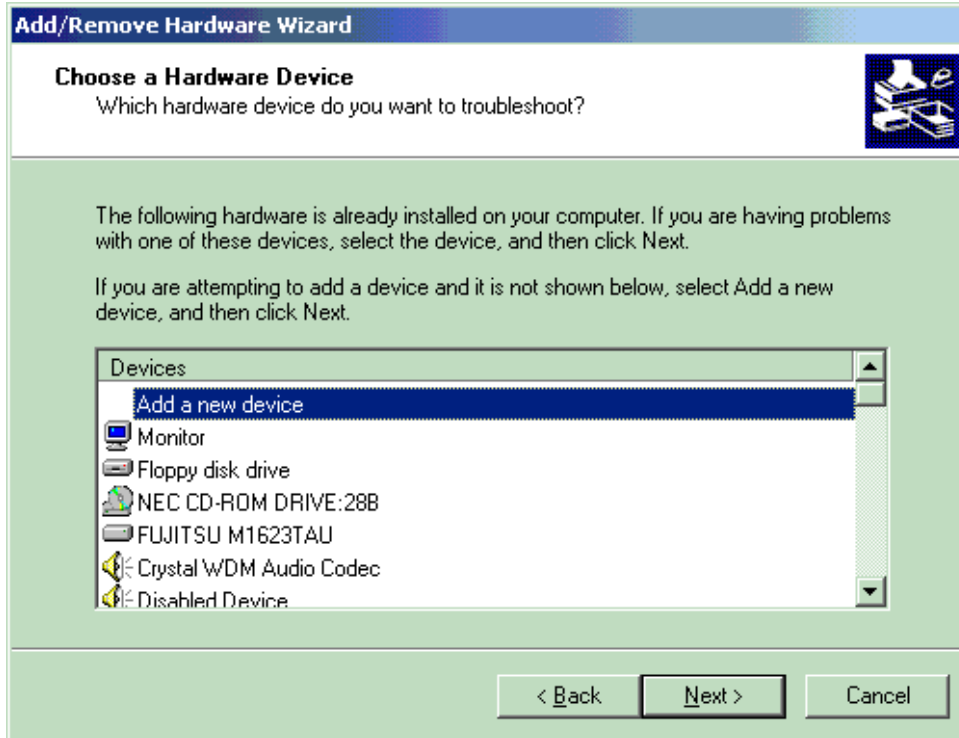 Add/Remove Hardware Wizard
Choose a Hardware Device
Which hardware device do you want to troubleshoot?
The following hardware is already installed on your computer. If you are having problems
with one of these devices, select the device, and then click Next.
If you are attempting to add a device and it is not shown below, select Add a new
device, and then click Next.
Devices
Add a new device
Monitor
Floppy disk drive
NEC CD-ROM DRIVE:28B
FUJITSU M1623TAU
Crystal WDM Audio Codec
Disabled Device
< Back Next > Cancel